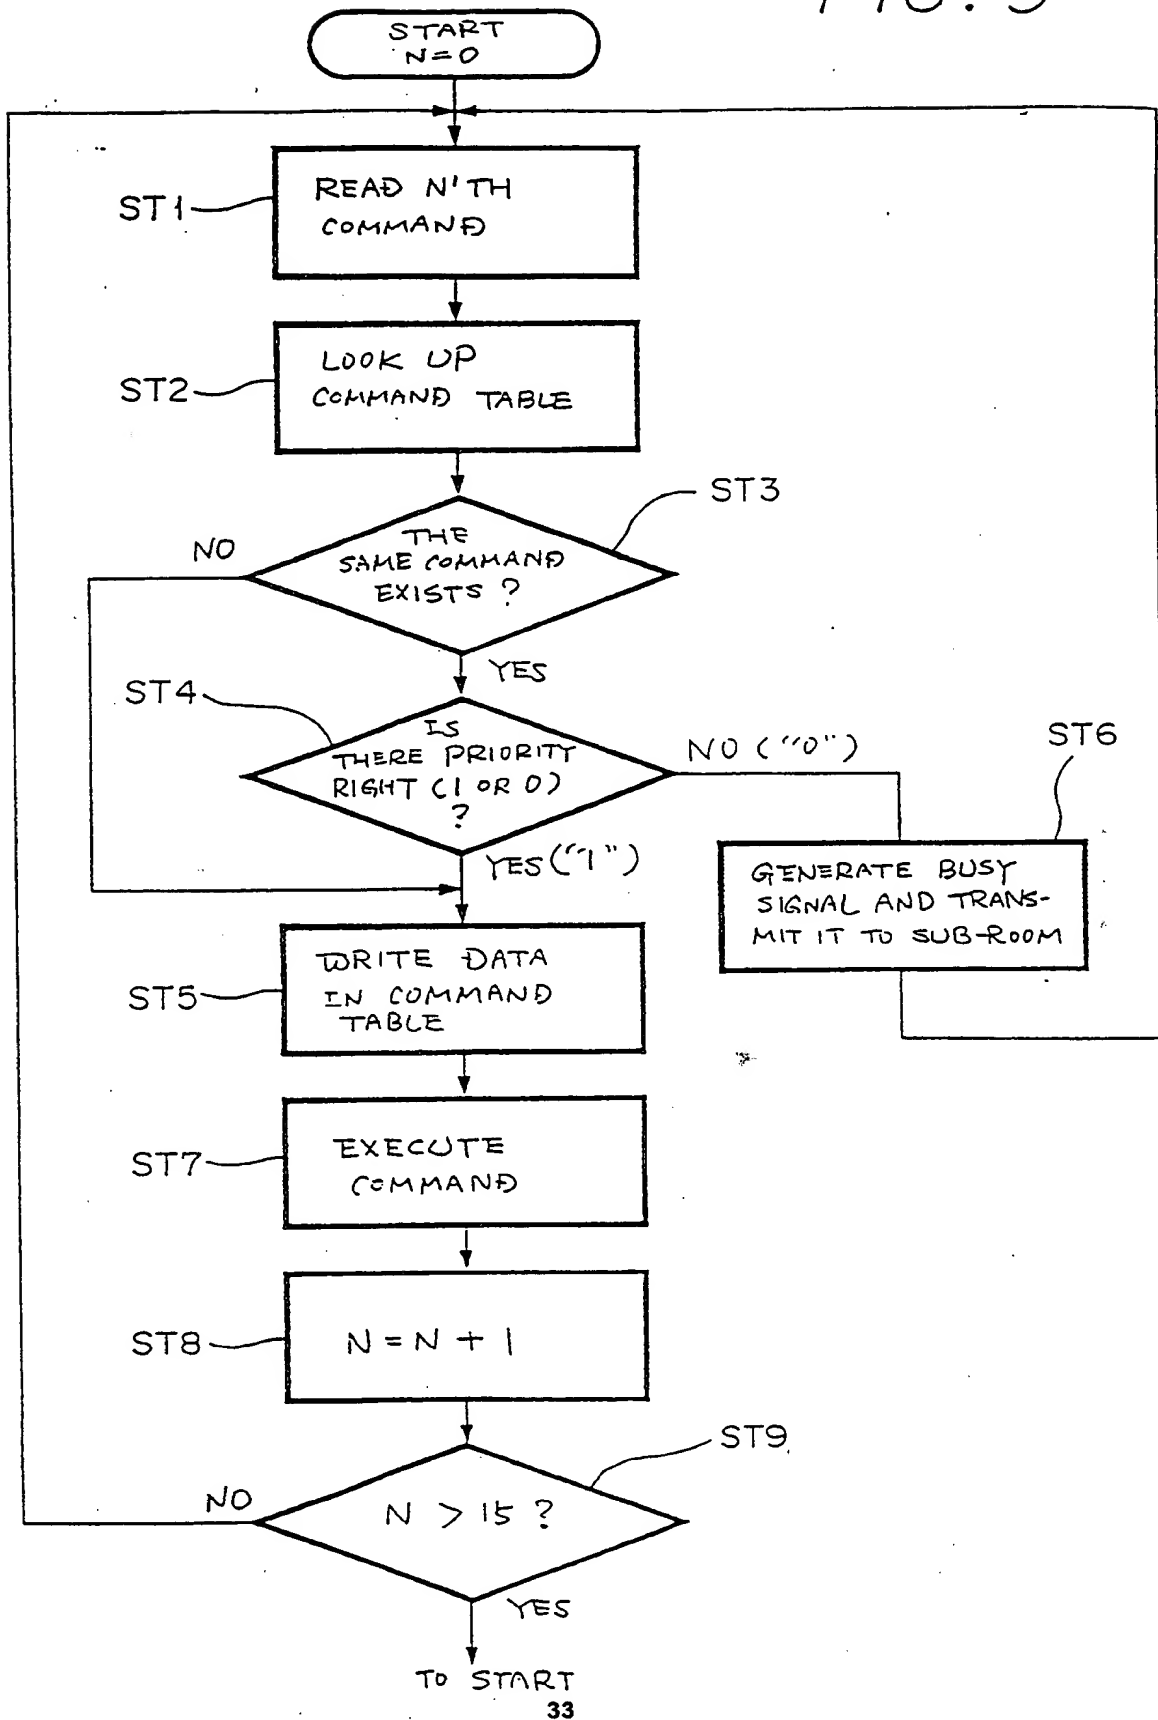 START
N=0
ST1
READ N'TH
COMMAND
ST2
LOOK UP
COMMAND TABLE
ST3
NO
THE
SAME COMMAND
EXISTS ?
YES
ST4
IS
THERE PRIORITY
RIGHT (1 OR 0)
?
NO ("0")
ST6
YES ("1")
GENERATE BUSY
SIGNAL AND TRANS-
MIT IT TO SUB-ROOM
ST5
WRITE DATA
IN COMMAND
TABLE
ST7
EXECUTE
COMMAND
ST8
N = N + 1
ST9
NO
N > 15 ?
YES
TO START
33